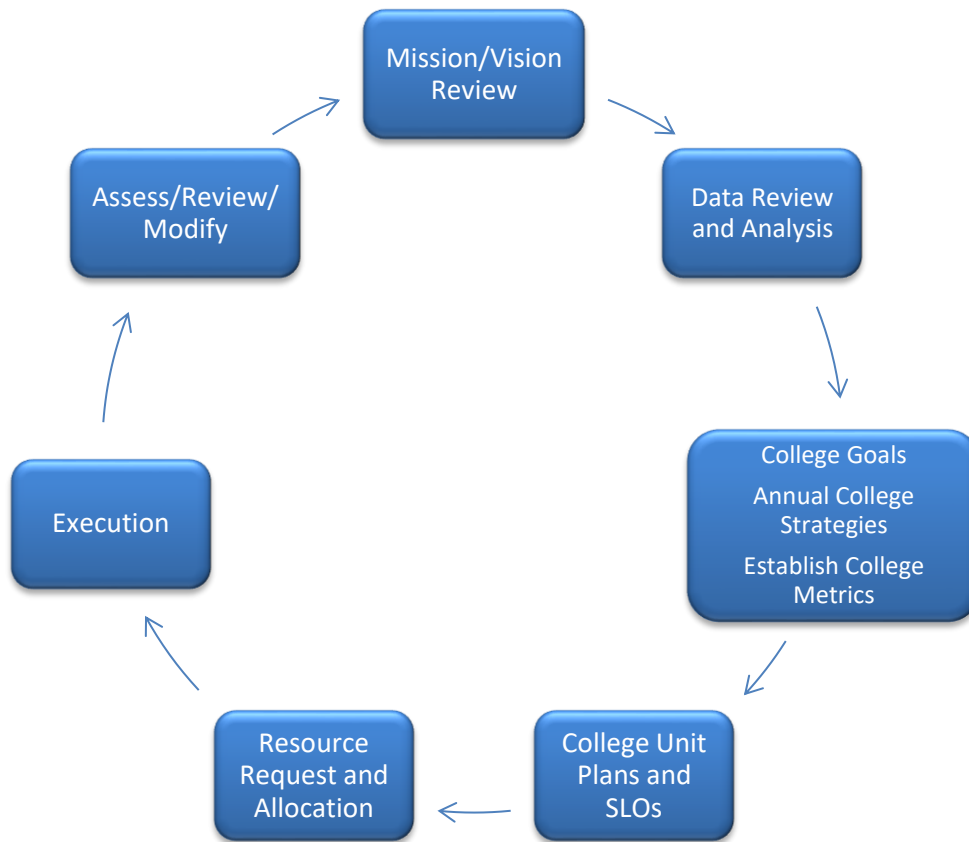 Mission/Vision
Review
Data Review
and Analysis
College Goals
Annual College
Strategies
Establish College
Metrics
College Unit
Plans and
SLOs
Resource
Request and
Allocation
Execution
Assess/Review/
Modify